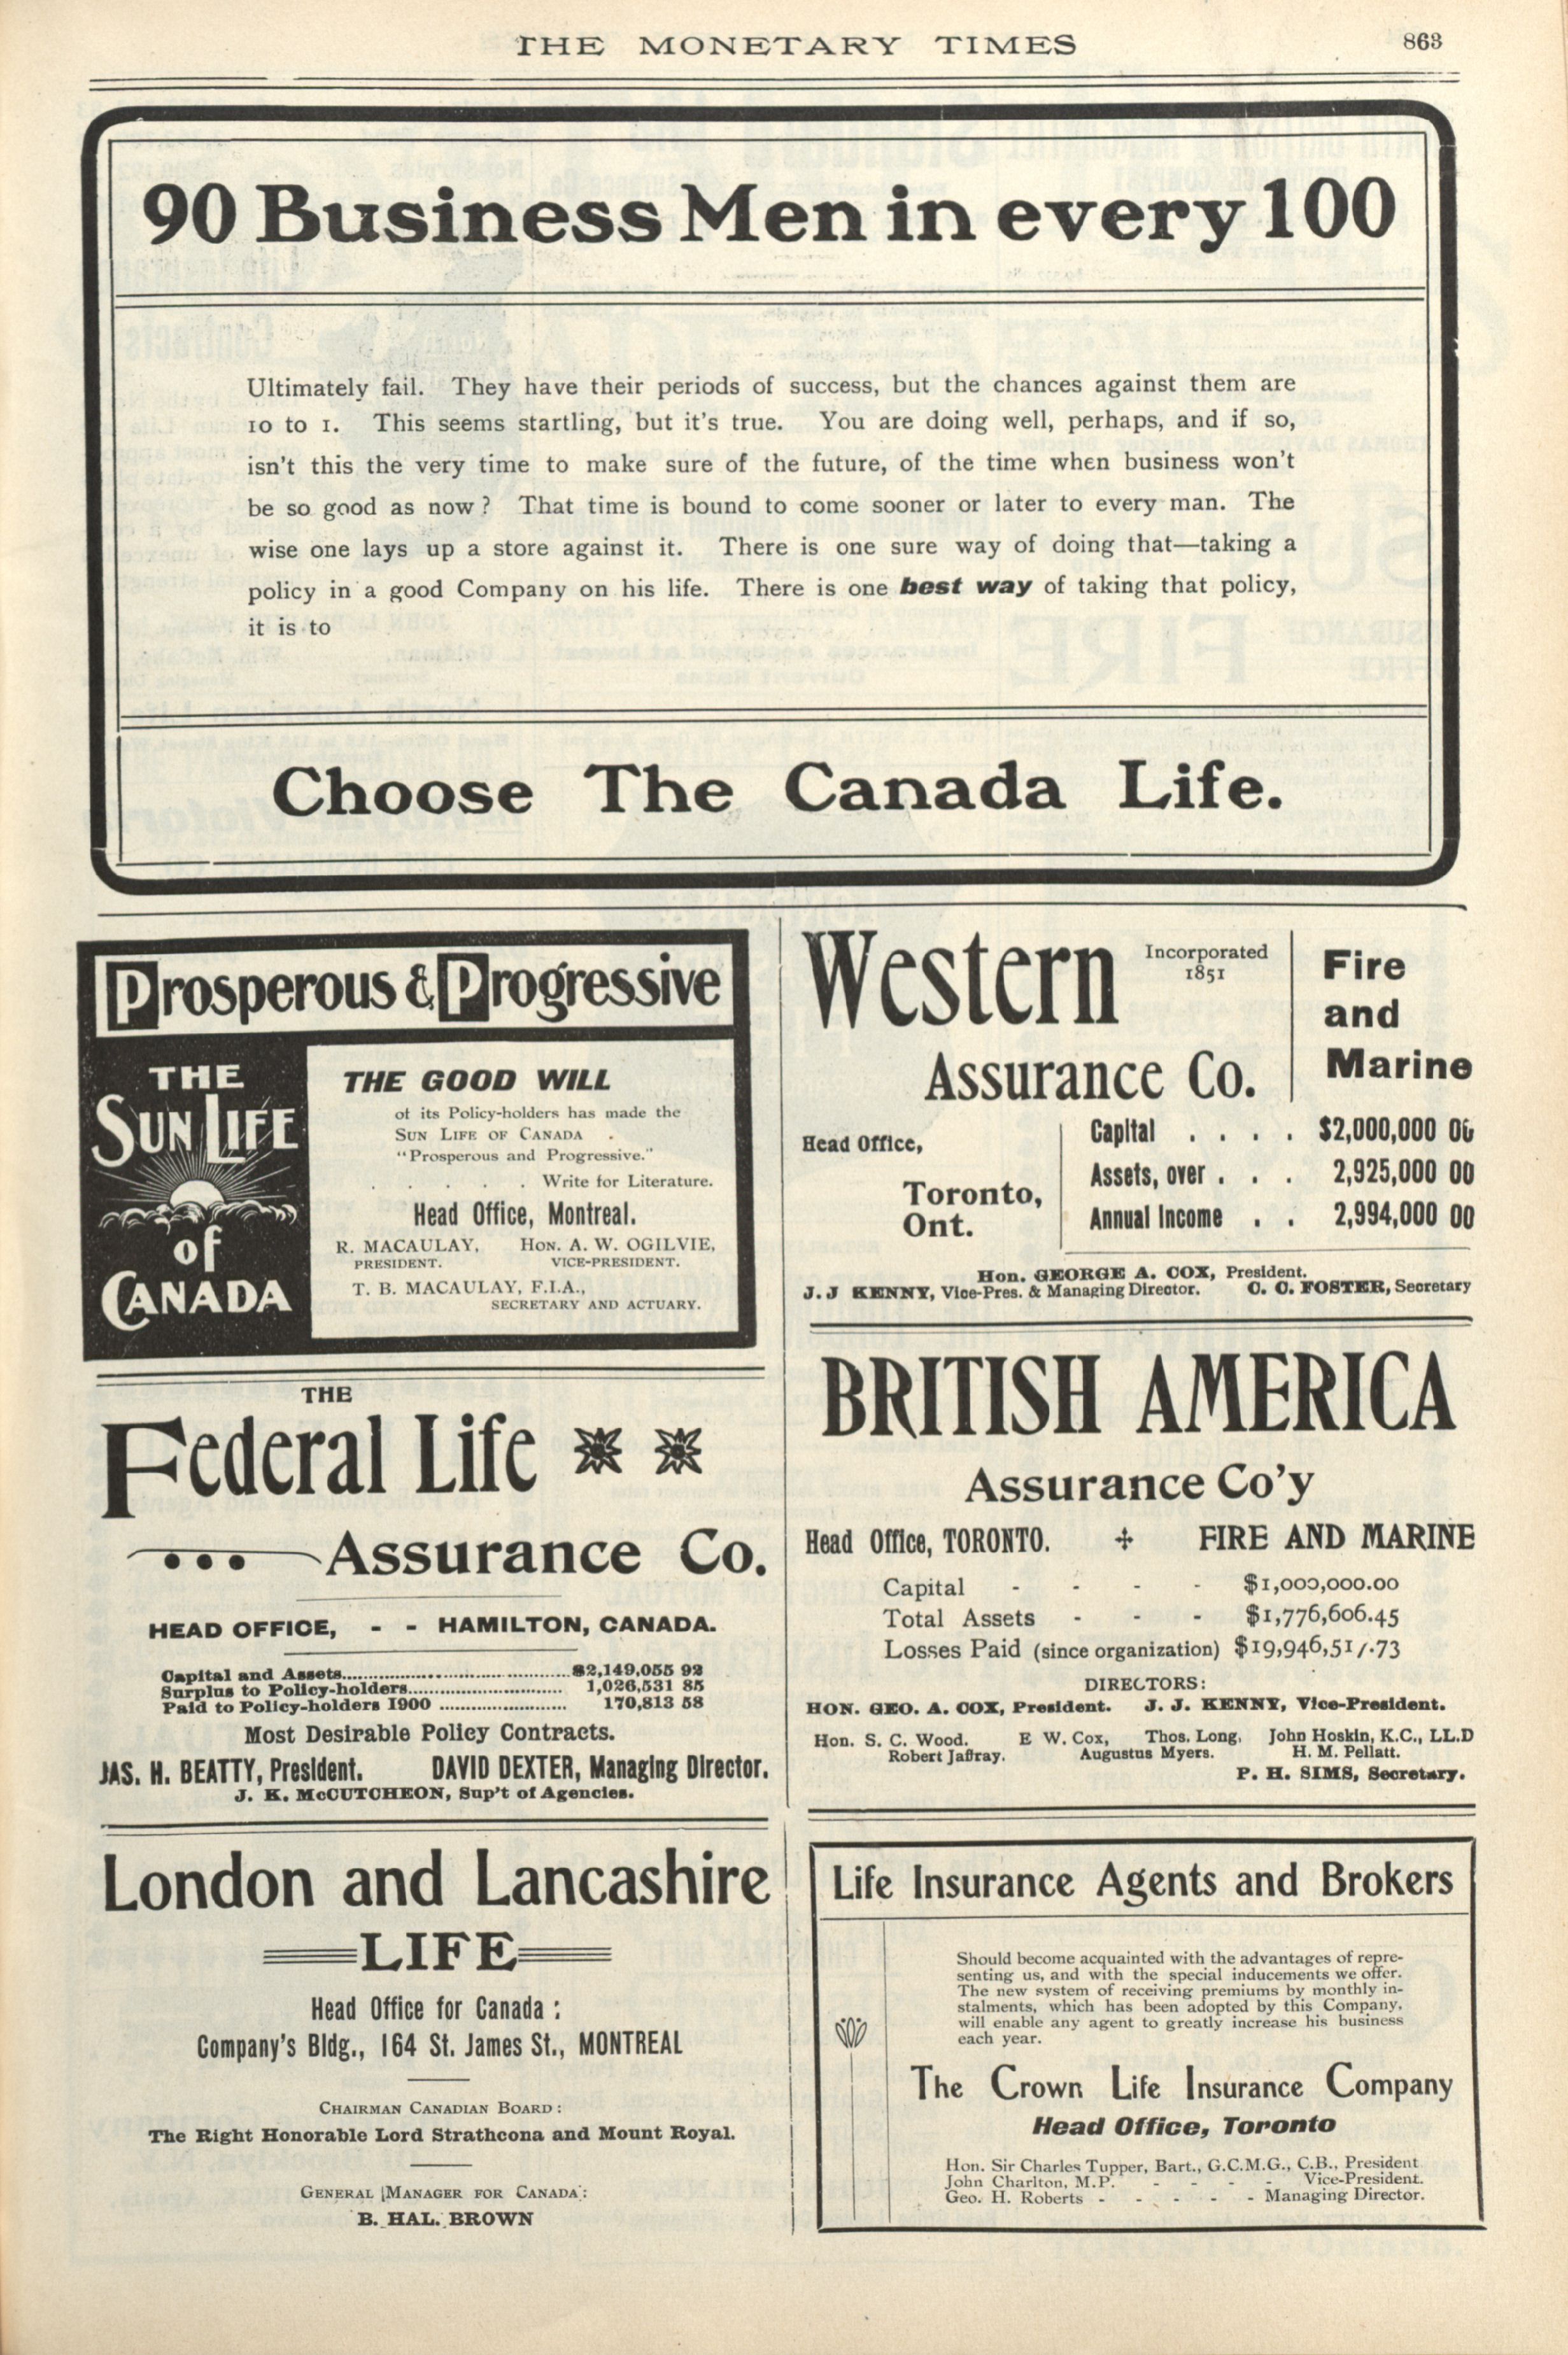 THE MONETARY TIMES 863
90 Business Men in every 100
Ultimately fail. They have their periods of success, but the chances against them are
10 to 1. This seems startling, but it's true. You are doing well, perhaps, and if so,
isn't this the very time to make sure of the future, of the time when business won't
be so good as now? That time is bound to come sooner or later to every man. The
wise one lays up a store against it. There is one sure way of doing that—taking a
policy in a good Company on his life. There is one best way of taking that policy,
it is to
Choose The Canada Life.
Prosperous & Progressive
THE
SUN LIFE
of
CANADA
THE GOOD WILL
of its Policy-holders has made the
SUN LIFE OF CANADA .
"Prosperous and Progressive."
. . . . . Write for Literature.
Head Office, Montreal.
R. MACAULAY, HON. A. W. OGILVIE,
PRESIDENT. VICE-PRESIDENT.
T. B. MACAULAY, F.I.A.,
SECRETARY AND ACTUARY.
THE
Federal Life
Assurance Co.
HEAD OFFICE, - - HAMILTON, CANADA.
Capital and Assets.................................................$2,149,055 92
Surplus to Policy-holders................................. 1,026,531 85
Paid to Policy-holders 1900 ........................... 170,813 58
Most Desirable Policy Contracts.
JAS. H. BEATTY, President. DAVID DEXTER, Managing Director.
J. K. McCUTCHEON, Sup't of Agencies.
London and Lancashire
LIFE
Head Office for Canada:
Company's Bldg., 164 St. James St., MONTREAL
CHAIRMAN CANADIAN BOARD:
The Right Honorable Lord Strathcona and Mount Royal.
GENERAL MANAGER FOR CANADA:
B. HAL. BROWN
Western Incorporated
1851
Assurance Co.
Fire
and
Marine
Head Office,
Toronto,
Ont.
Capital . . . . $2,000,000 00
Assets, over . . . 2,925,000 00
Annual Income . . 2,994,000 00
Hon. GEORGE A. COX, President.
J. J KENNY, Vice-Pres. & Managing Director. C. C. FOSTER, Secretary
BRITISH AMERICA
Assurance Co'y
Head Office, TORONTO. FIRE AND MARINE
Capital - - - - $1,000,000.00
Total Assets - - - $1,776,606.45
Losses Paid (since organization) $19,946,517.73
DIRECTORS:
HON. GEO. A. COX, President. J. J. KENNY, Vice-President.
Hon. S. C. Wood. E W. Cox, Thos. Long, John Hoskin, K.C., LL.D
Robert Jaffray. Augustus Myers. H. M. Pellatt.
P. H. SIMS, Secretary.
Life Insurance Agents and Brokers
Should become acquainted with the advantages of repre-
senting us, and with the special inducements we offer.
The new system of receiving premiums by monthly in-
stalments, which has been adopted by this Company,
will enable any agent to greatly increase his business
each year.
The Crown Life Insurance Company
Head Office, Toronto
Hon. Sir Charles Tupper, Bart., G.C.M.G., C.B., President
John Charlton, M.P. - - - - Vice-President.
Geo. H. Roberts - - - - - Managing Director.